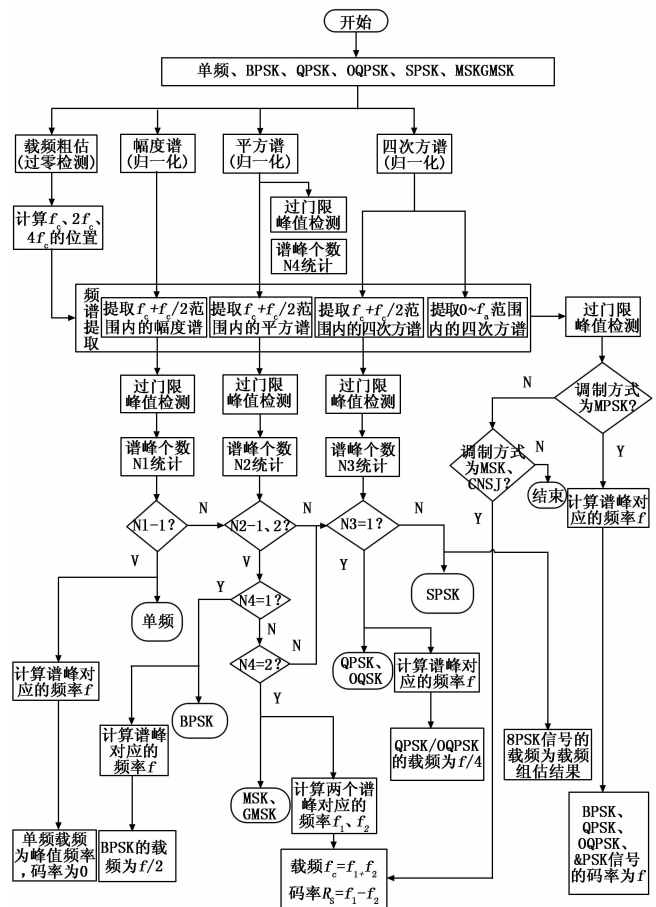 开始
单频、BPSK、QPSK、OQPSK、SPSK、MSKGMSK
载频粗估
(过零检测)
幅度谱
(归一化)
平方谱
(归一化)
四次方谱
(归一化)
计算fc、2fc、
4fc的位置
过门限
峰值检测
谱峰个数
N4统计
频谱提取
提取fc+fc/2范
围内的幅度谱
提取fc+fc/2范
围内的平方谱
提取fc+fc/2范
围内的四次方谱
提取0~fa范围
内的四次方谱
过门限
峰值检测
过门限
峰值检测
过门限
峰值检测
过门限
峰值检测
调制方式
为MPSK?
N
Y
谱峰个数
N1统计
谱峰个数
N2统计
谱峰个数
N3统计
调制方式
为MSK、
CNSJ?
N
Y
结束
计算谱峰对
应的频率f
N1-1?
N
V
N2-1、2?
N
V
N3=1?
N
Y
单频
N4=1?
Y
N
SPSK
N4=2?
N
Y
QPSK、
OQSK
计算谱峰对
应的频率f
计算谱峰对
应的频率f
BPSK
计算谱峰
对应的
频率f
QPSK/OQPSK
的载频为f/4
8PSK信号的
载频为载频
组估结果
MSK、
GMSK
计算两个谱
峰对应的
频率f1、f2
BPSK、
QPSK、
OQPSK、
&PSK信号
的码率为f
单频载频
为峰值频率
,码率为0
BPSK的载
频为f/2
载频fc=f1+f2
码率RS=f1-f2